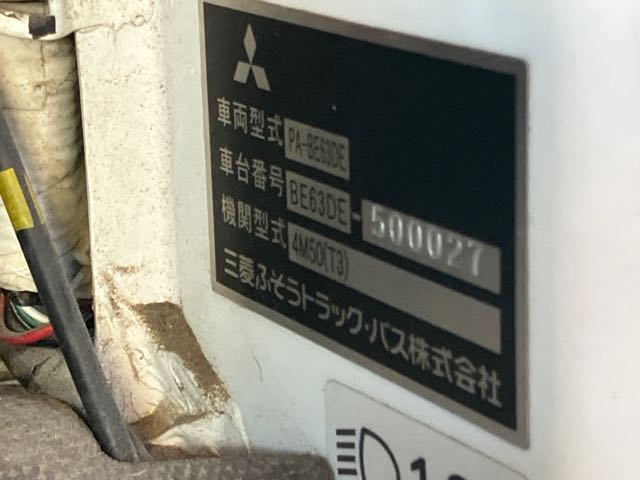 車両型式 PA-BE63DE
車台番号 BE63DE-500027
機関型式 4M50(T3)
三菱ふそうトラック・バス株式会社